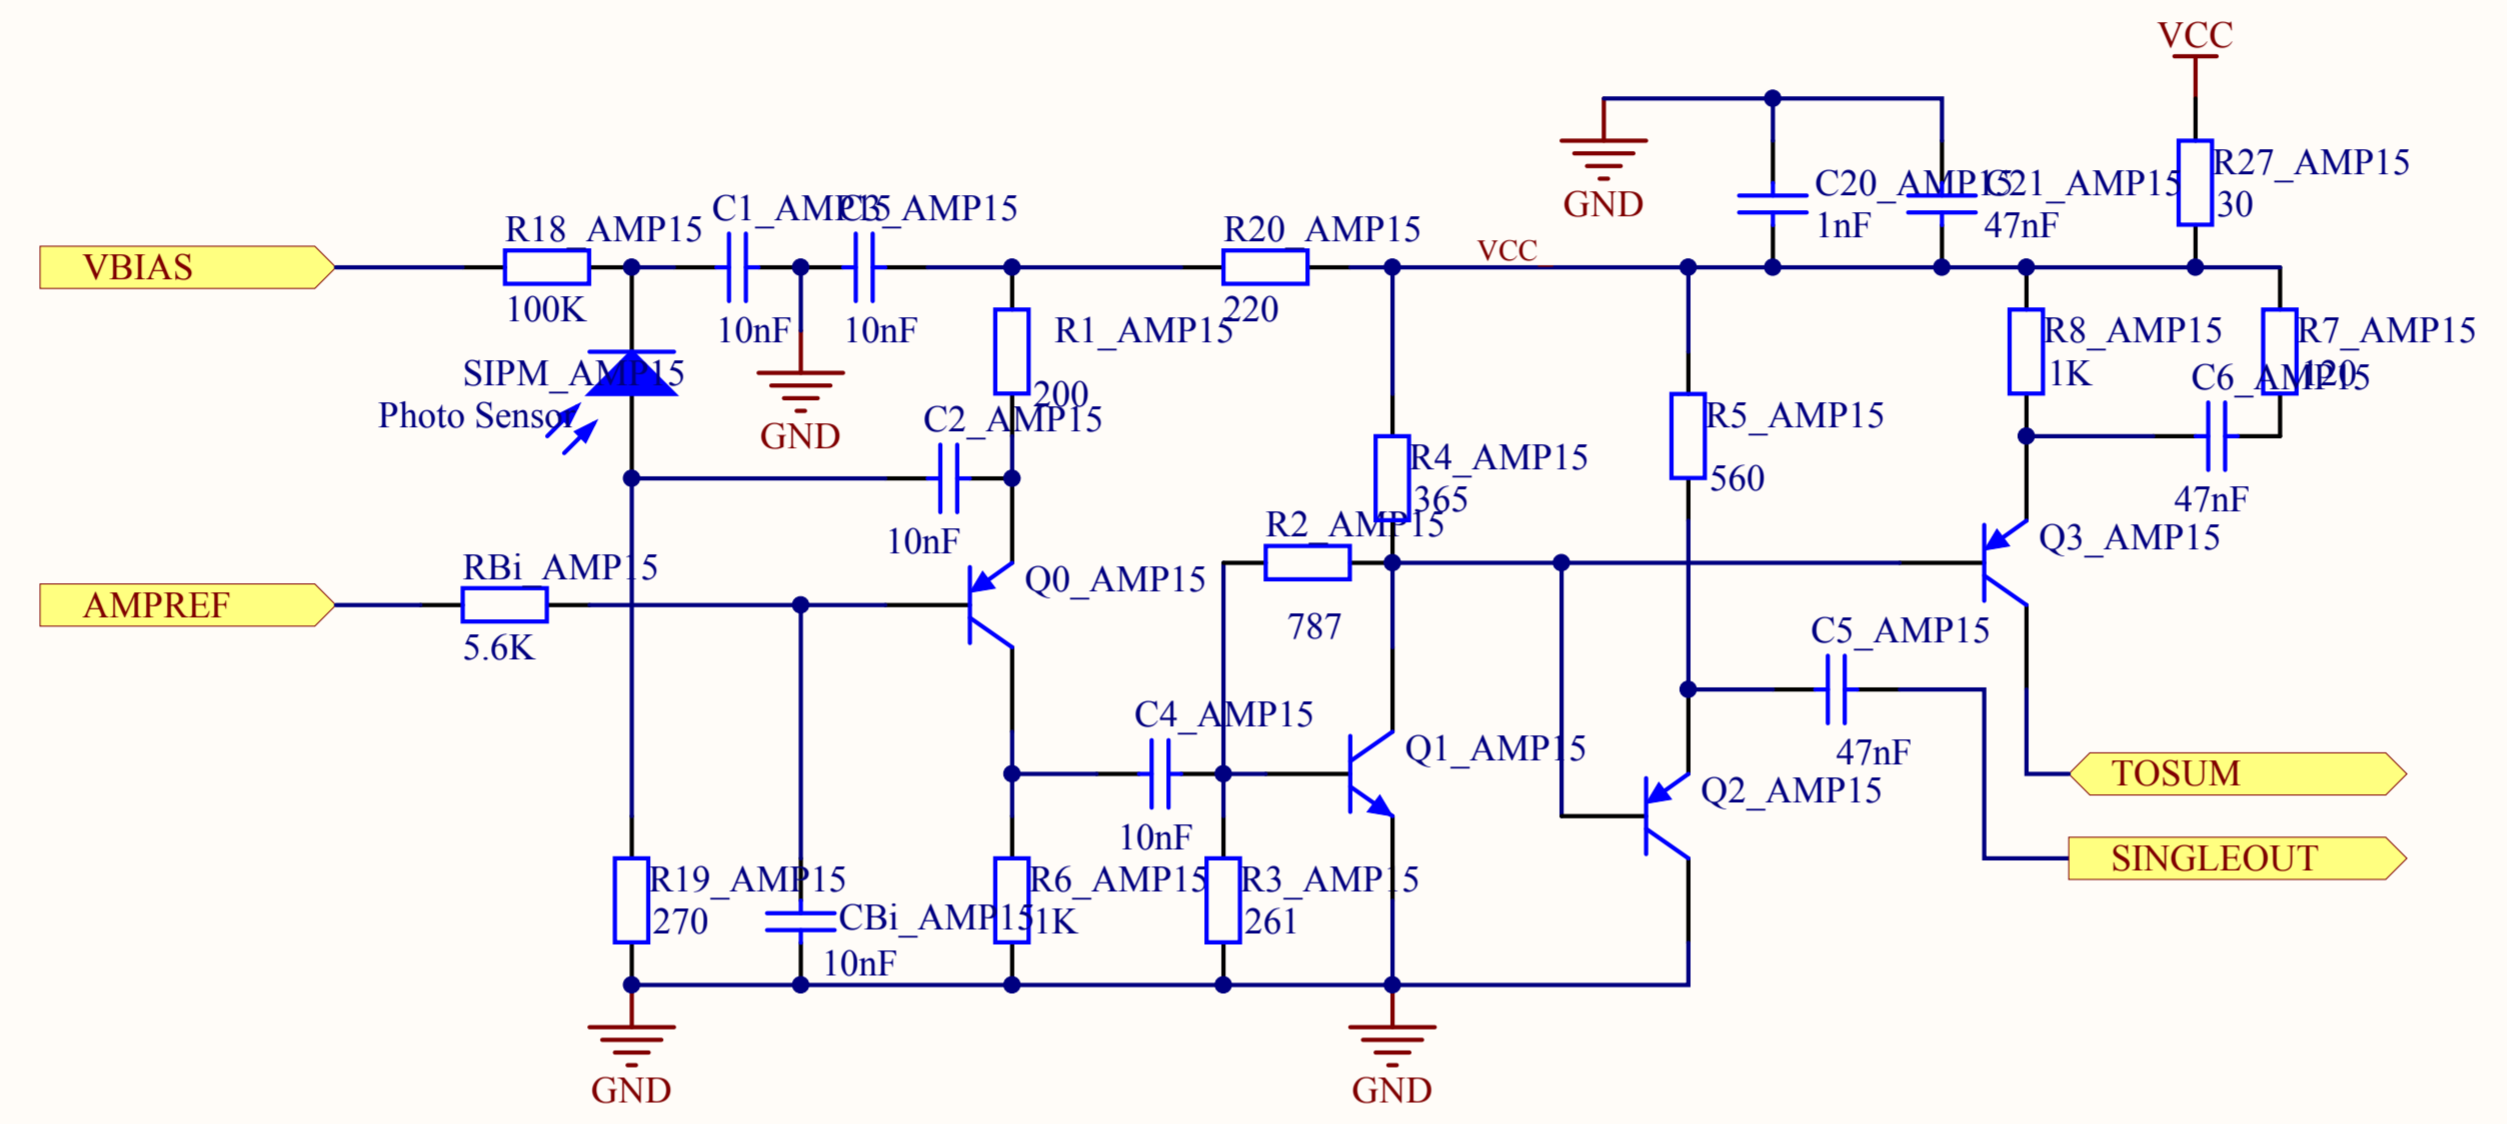 VCC
R27_AMP15
30
C20_AMP15
1nF
C21_AMP15
47nF
GND
VBIAS
R18_AMP15
100K
C1_AMP15
10nF
C3_AMP15
10nF
R20_AMP15
220
VCC
R1_AMP15
200
R8_AMP15
1K
R7_AMP15
120
C6_AMP15
47nF
SIPM_AMP15
Photo Sensor
GND
C2_AMP15
10nF
R4_AMP15
365
R5_AMP15
560
R2_AMP15
787
Q3_AMP15
AMPREF
RBi_AMP15
5.6K
Q0_AMP15
C5_AMP15
47nF
C4_AMP15
10nF
Q1_AMP15
Q2_AMP15
TOSUM
SINGLEOUT
R19_AMP15
270
CBi_AMP15
10nF
R6_AMP15
1K
R3_AMP15
261
GND
GND